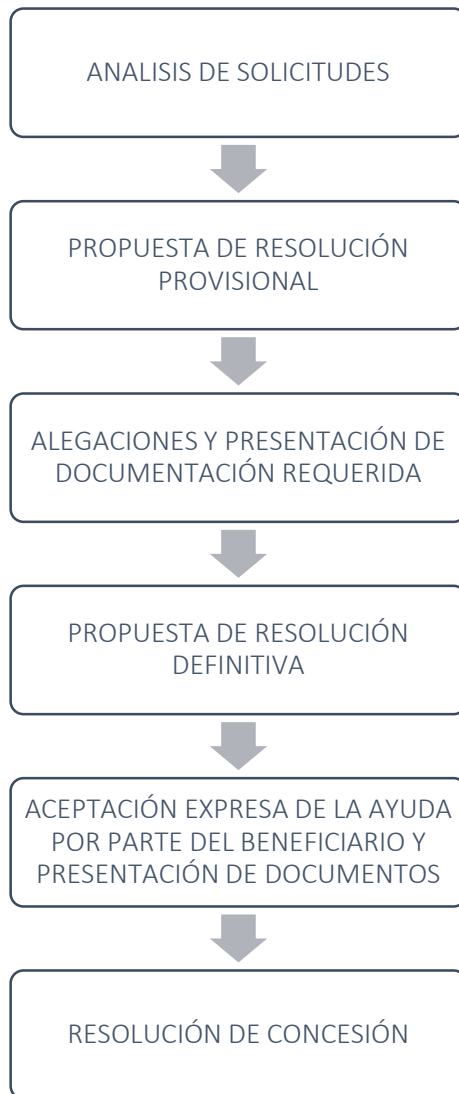 ANALISIS DE SOLICITUDES
PROPUESTA DE RESOLUCIÓN
PROVISIONAL
ALEGACIONES Y PRESENTACIÓN DE
DOCUMENTACIÓN REQUERIDA
PROPUESTA DE RESOLUCIÓN
DEFINITIVA
ACEPTACIÓN EXPRESA DE LA AYUDA
POR PARTE DEL BENEFICIARIO Y
PRESENTACIÓN DE DOCUMENTOS
RESOLUCIÓN DE CONCESIÓN